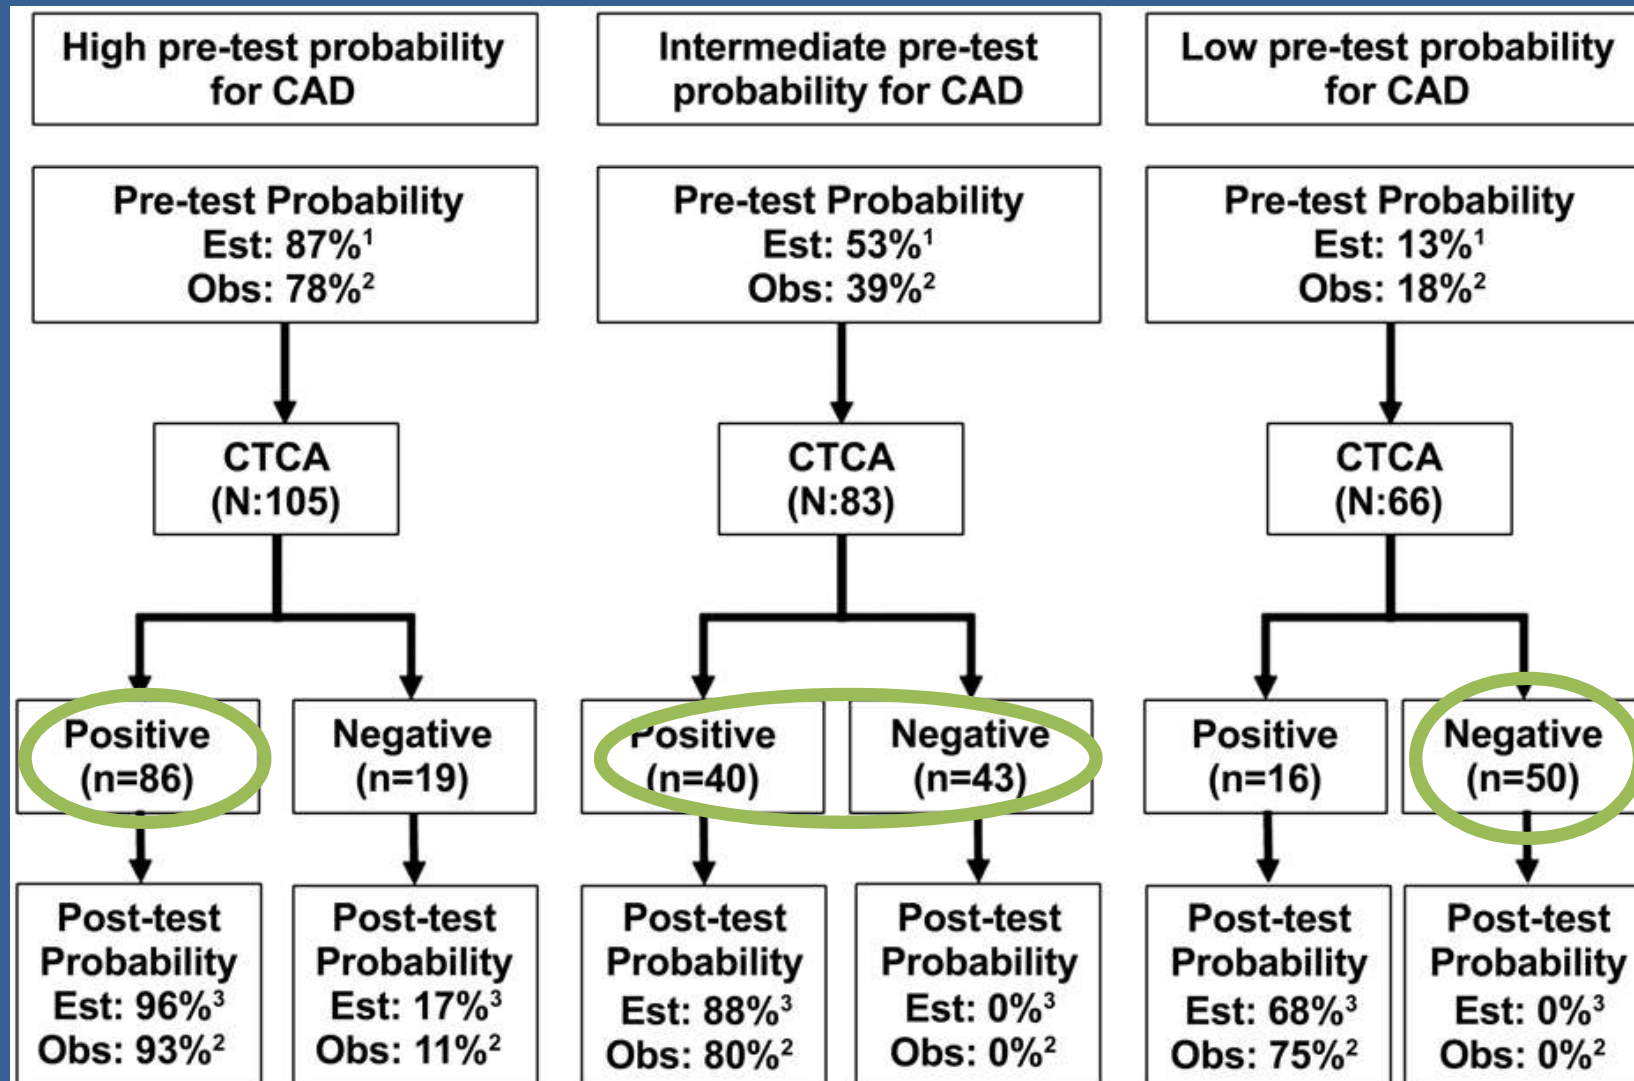 High pre-test probability
for CAD
Intermediate pre-test
probability for CAD
Low pre-test probability
for CAD
Pre-test Probability
Est: 87%¹
Obs: 78%²
Pre-test Probability
Est: 53%¹
Obs: 39%²
Pre-test Probability
Est: 13%¹
Obs: 18%²
CTCA
(N:105)
CTCA
(N:83)
CTCA
(N:66)
Positive
(n=86)
Negative
(n=19)
Positive
(n=40)
Negative
(n=43)
Positive
(n=16)
Negative
(n=50)
Post-test
Probability
Est: 96%³
Obs: 93%²
Post-test
Probability
Est: 17%³
Obs: 11%²
Post-test
Probability
Est: 88%³
Obs: 80%²
Post-test
Probability
Est: 0%³
Obs: 0%²
Post-test
Probability
Est: 68%³
Obs: 75%²
Post-test
Probability
Est: 0%³
Obs: 0%²